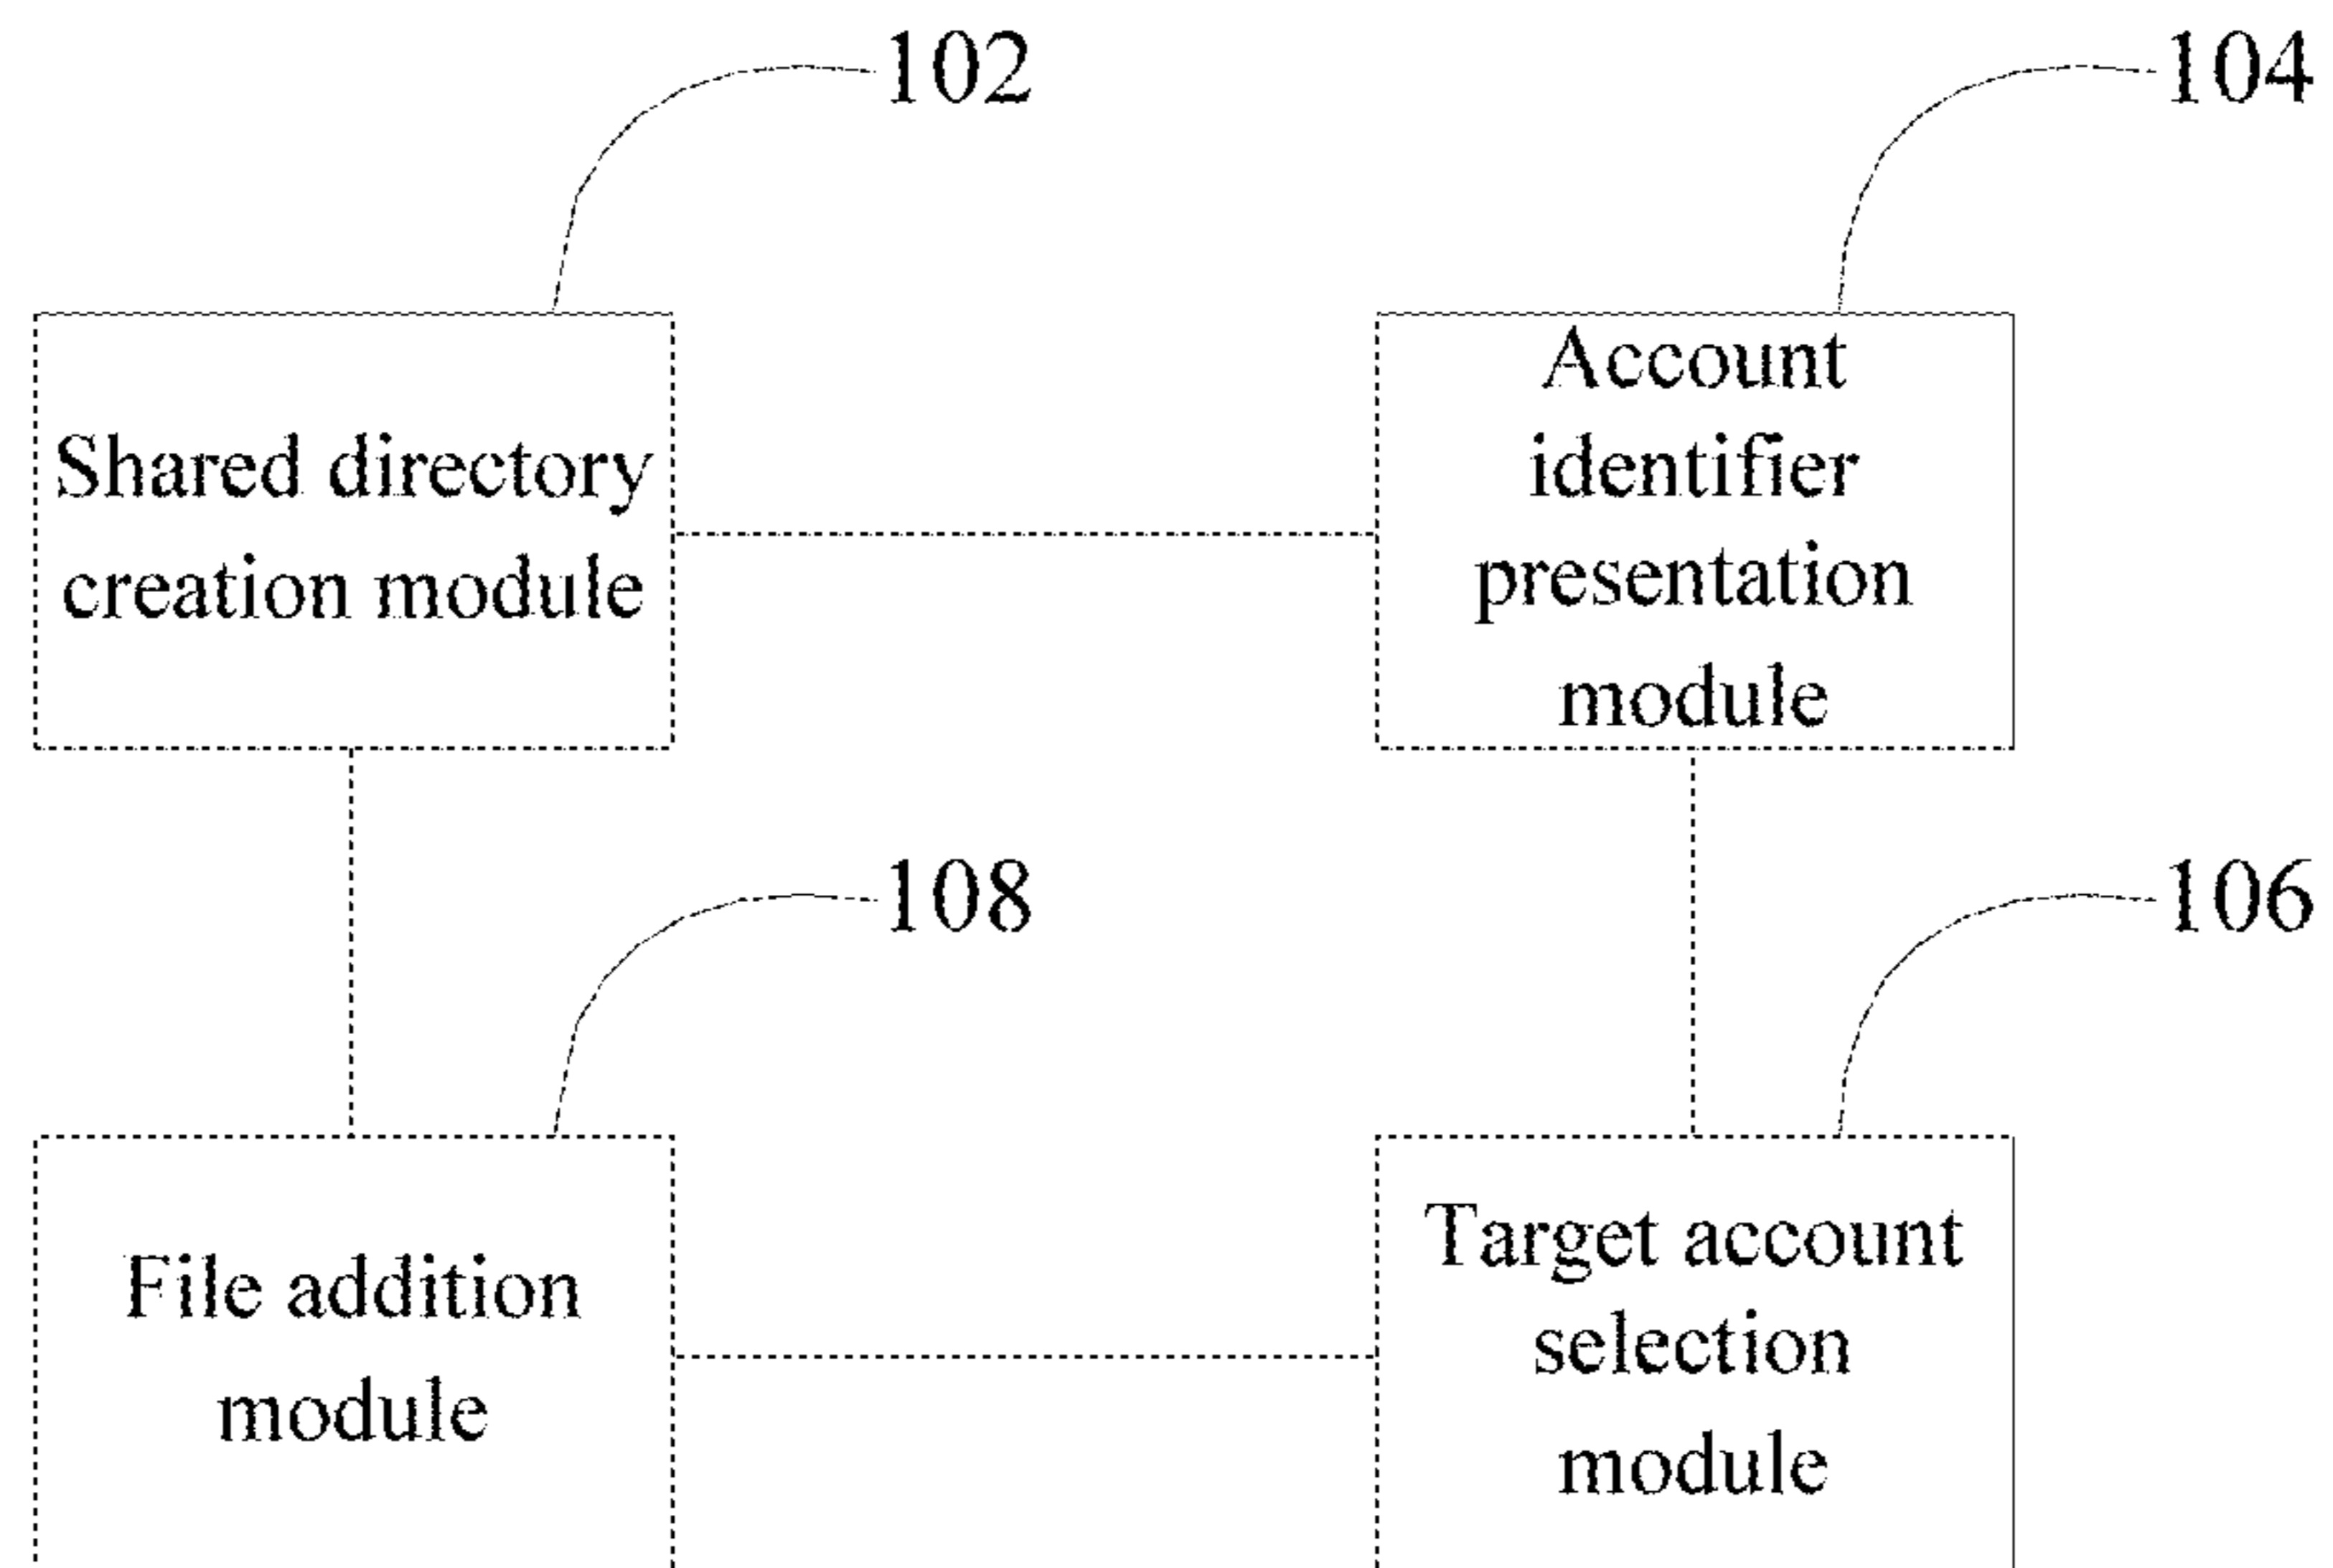 102
104
Shared directory
creation module
Account
identifier
presentation
module
108
106
File addition
module
Target account
selection
module